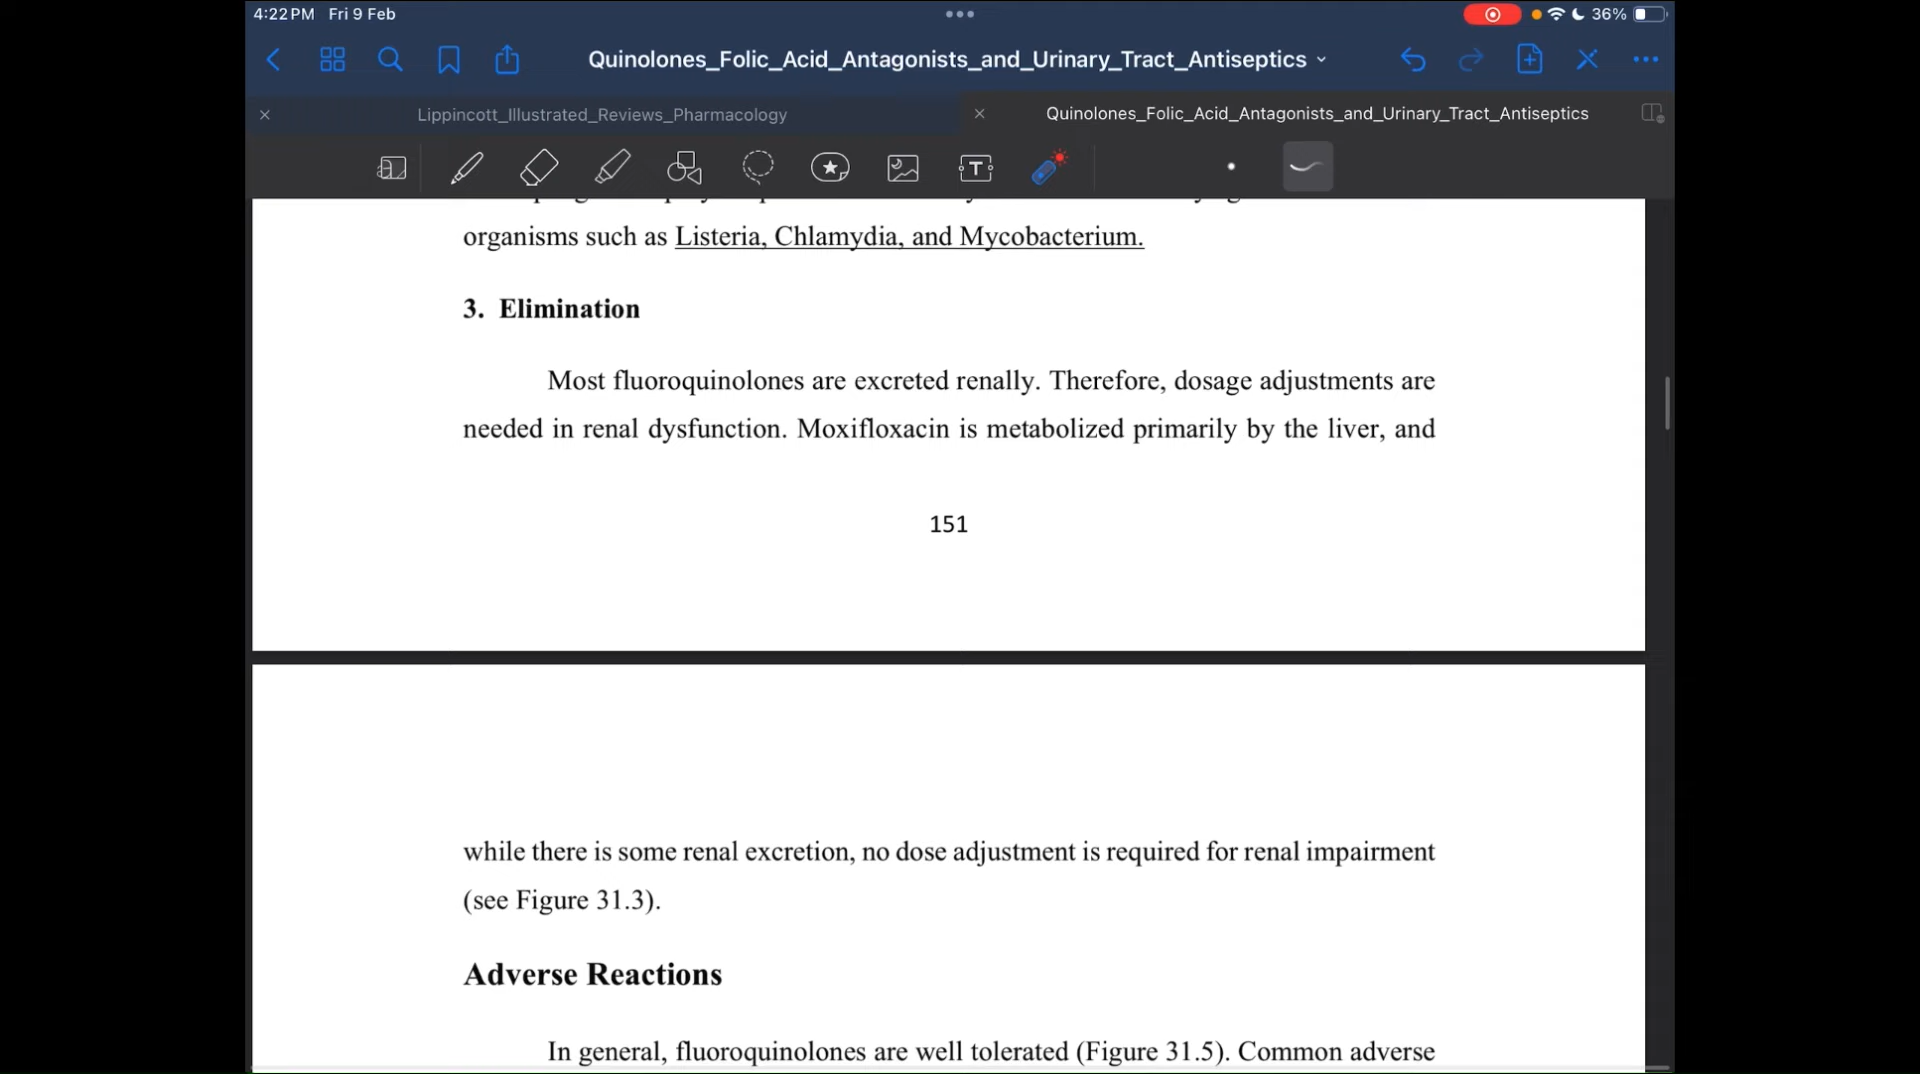 4:22 PM Fri 9 Feb
36%
Quinolones_Folic_Acid_Antagonists_and_Urinary_Tract_Antiseptics
Lippincott_Illustrated_Reviews_Pharmacology
Quinolones_Folic_Acid_Antagonists_and_Urinary_Tract_Antiseptics
organisms such as Listeria, Chlamydia, and Mycobacterium.
3. Elimination
Most fluoroquinolones are excreted renally. Therefore, dosage adjustments are
needed in renal dysfunction. Moxifloxacin is metabolized primarily by the liver, and
151
while there is some renal excretion, no dose adjustment is required for renal impairment
(see Figure 31.3).
Adverse Reactions
In general, fluoroquinolones are well tolerated (Figure 31.5). Common adverse